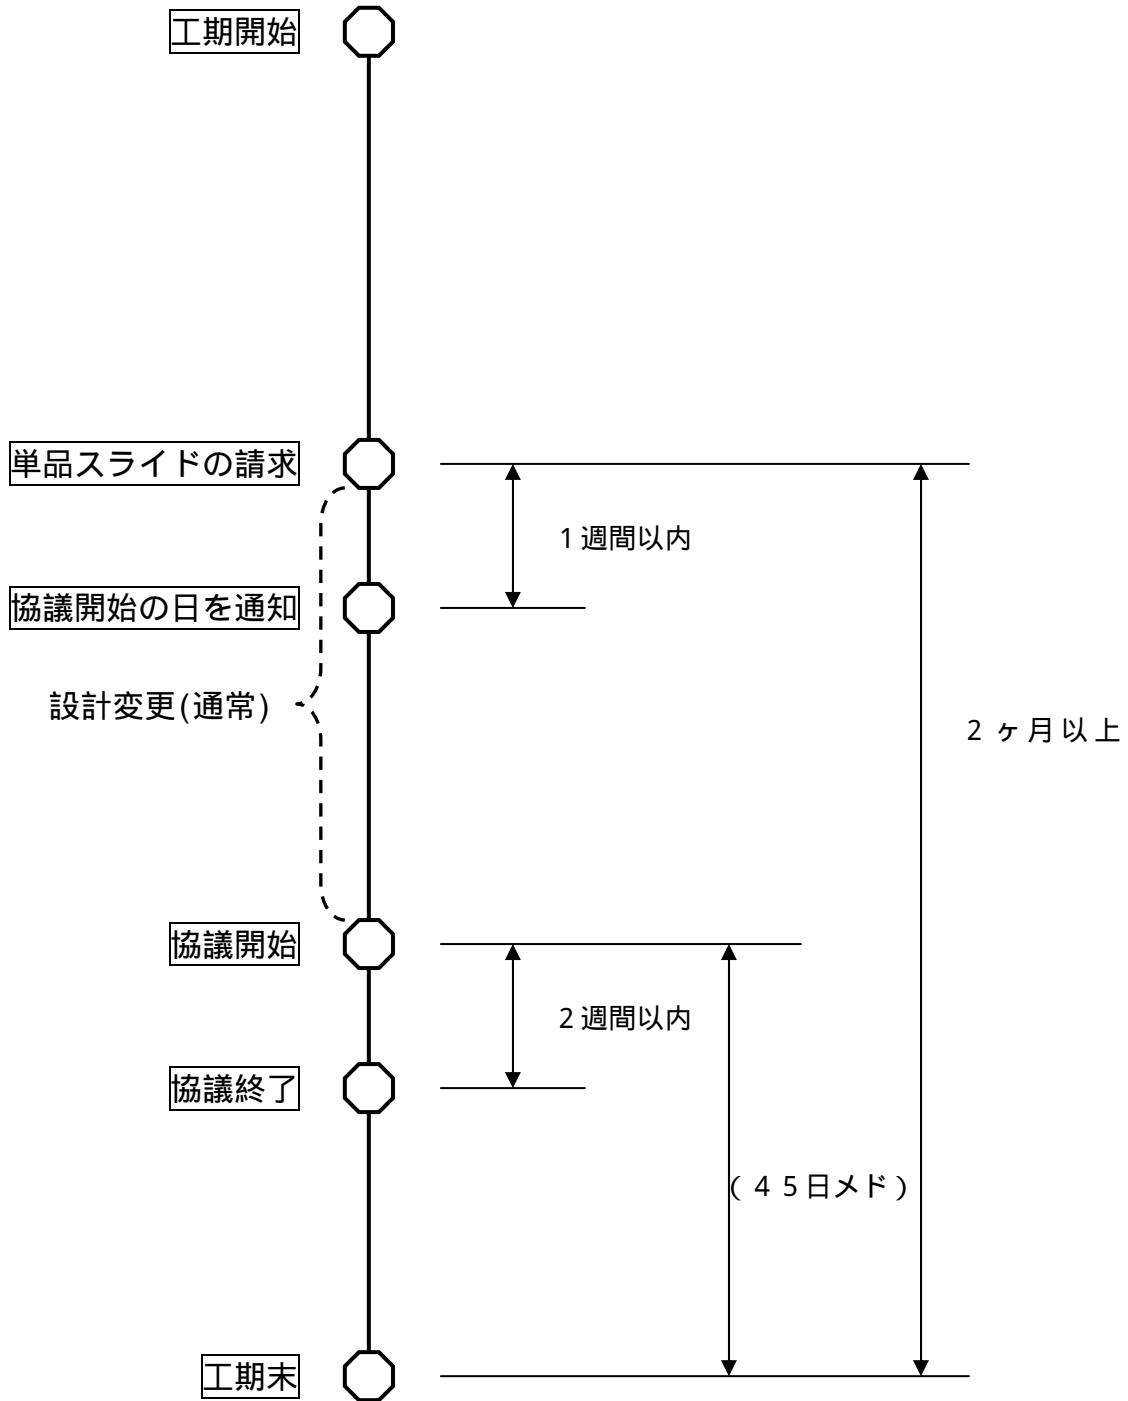 工期開始
単品スライドの請求
1週間以内
協議開始の日を通知
設計変更(通常)
2ヶ月以上
協議開始
2週間以内
協議終了
(45日メド)
工期末